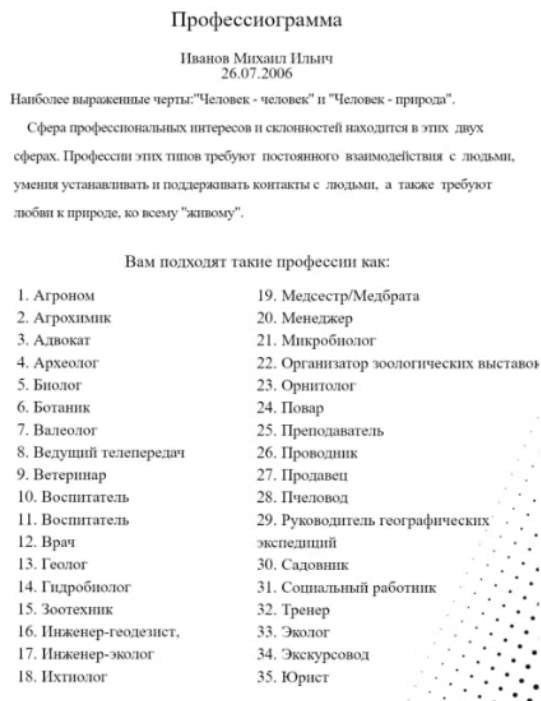 Профессиограмма
Иванов Михаил Ильич
26.07.2006
Наиболее выраженные черты:"Человек - человек" и "Человек - природа".
Сфера профессиональных интересов и склонностей находится в этих двух
сферах. Профессии этих типов требуют постоянного взаимодействия с людьми,
умения устанавливать и поддерживать контакты с людьми, а также требуют
любви к природе, ко всему "живому".
Вам подходят такие профессии как:
1. Агроном
2. Агрохимик
3. Адвокат
4. Археолог
5. Биолог
6. Ботаник
7. Валеолог
8. Ведущий телепередач
9. Ветеринар
10. Воспитатель
11. Воспитатель
12. Врач
13. Геолог
14. Гидробиолог
15. Зоотехник
16. Инженер-геодезист,
17. Инженер-эколог
18. Ихтиолог
19. Медсестр/Медбрата
20. Менеджер
21. Микробиолог
22. Организатор зоологических выставок
23. Орнитолог
24. Повар
25. Преподаватель
26. Проводник
27. Продавец
28. Пчеловод
29. Руководитель географических
экспедиций
30. Садовник
31. Социальный работник
32. Тренер
33. Эколог
34. Экскурсовод
35. Юрист